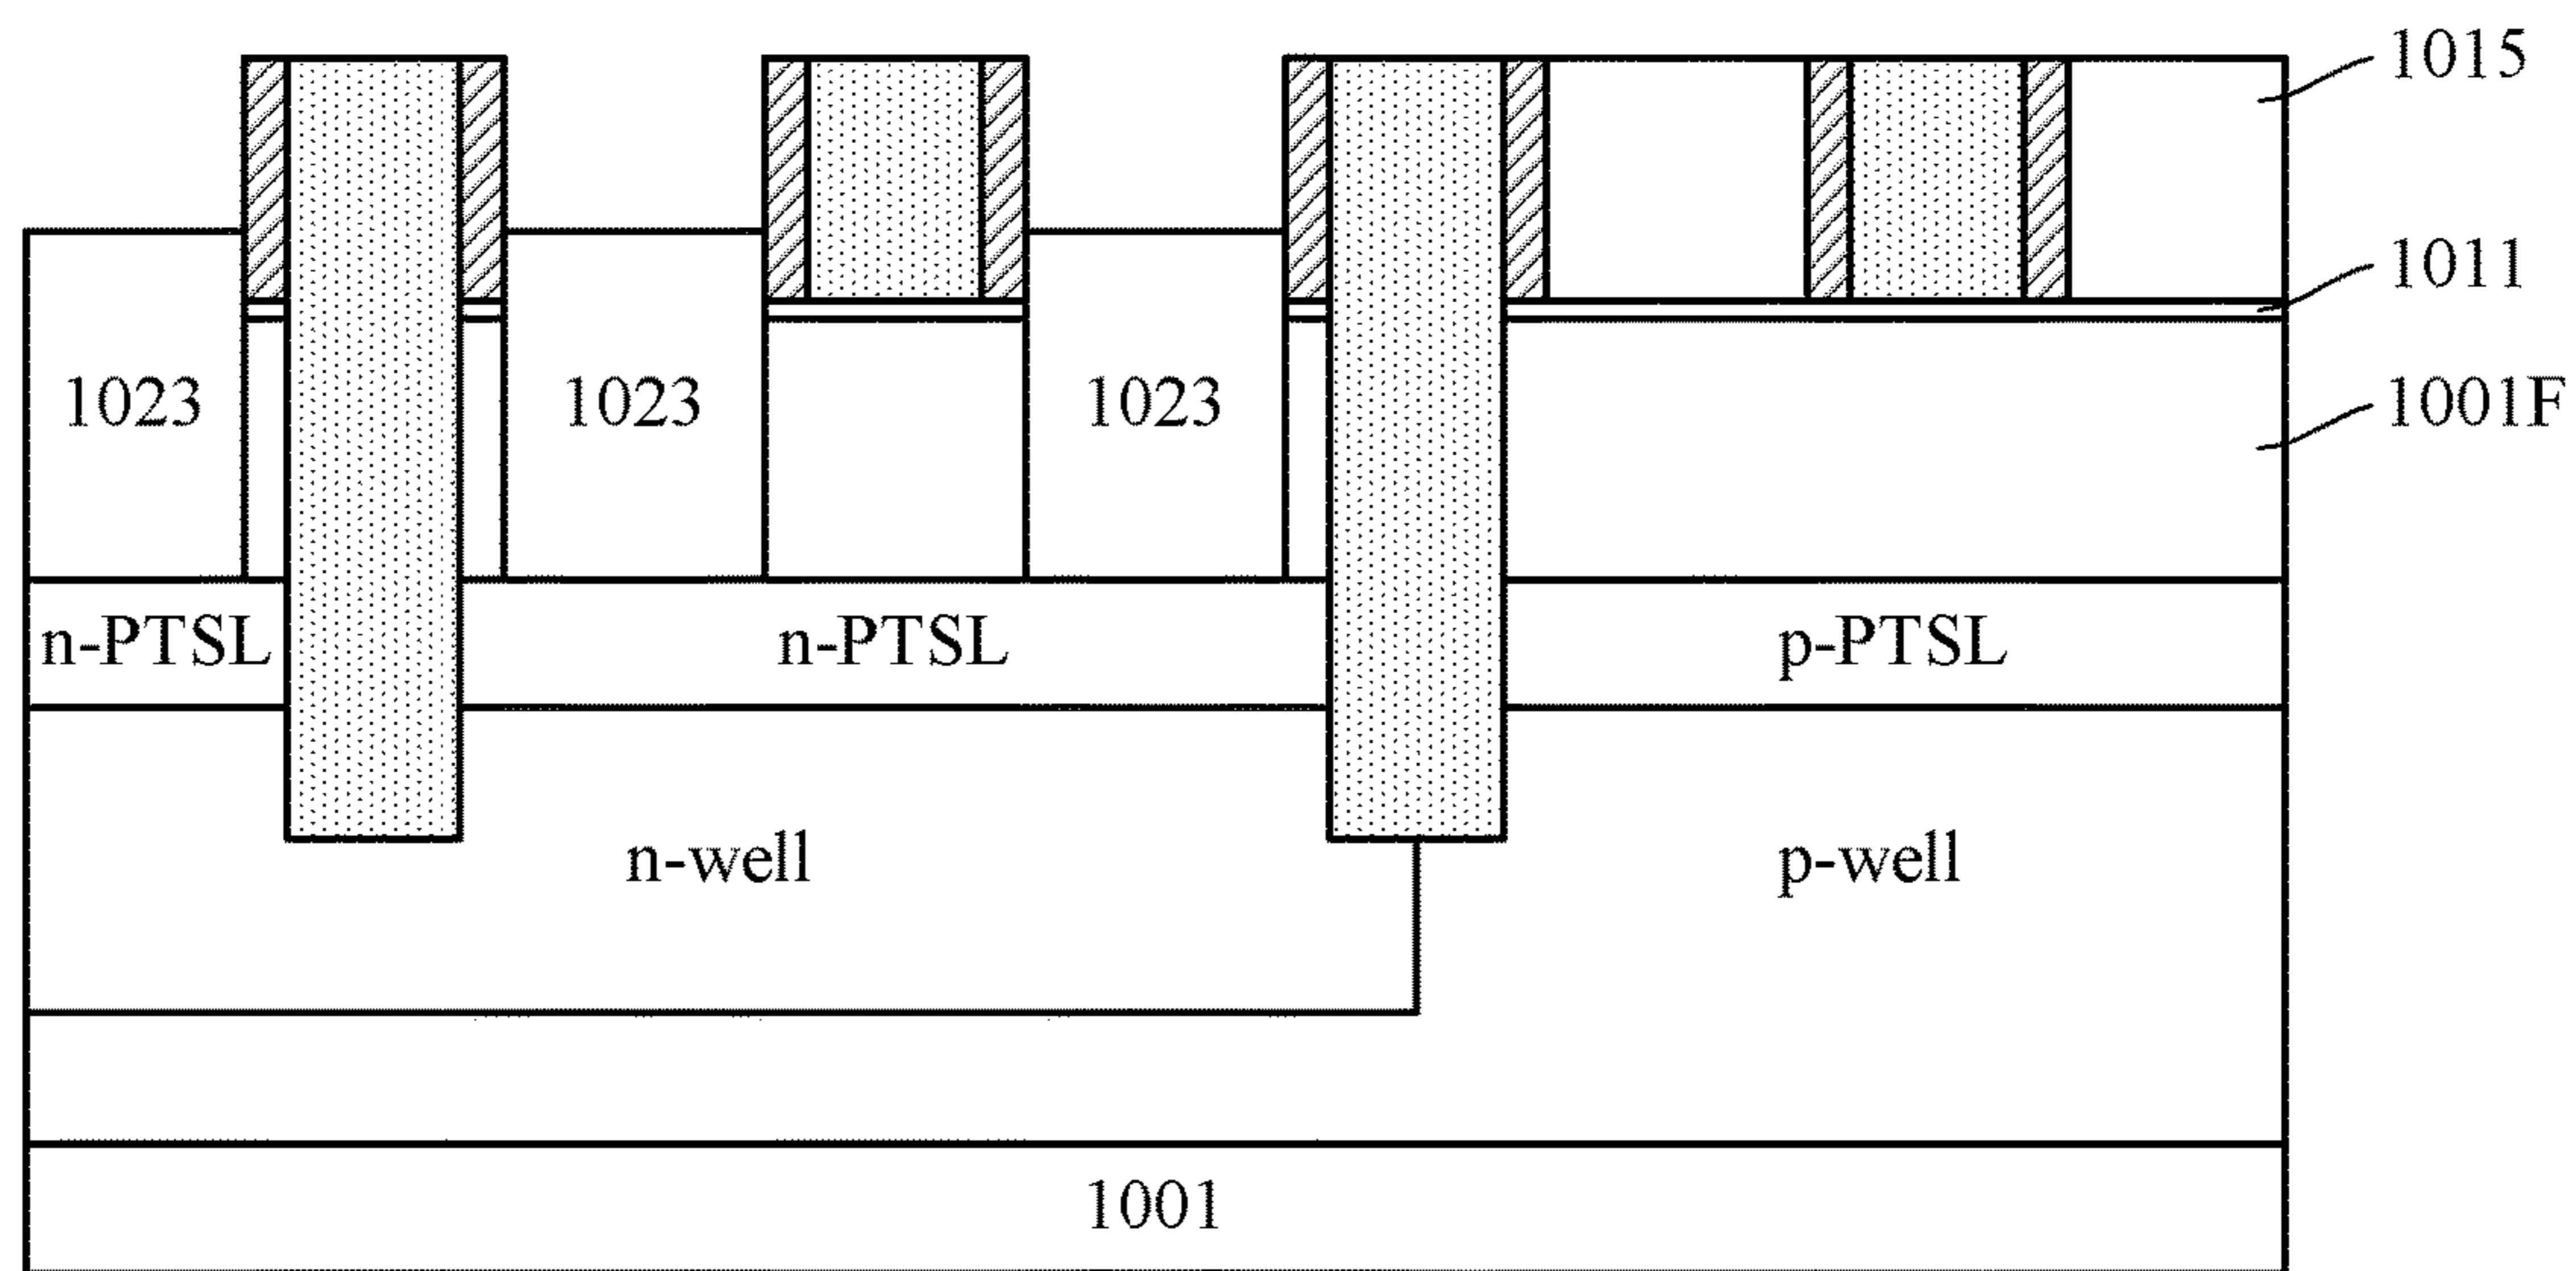 1015
1011
1023 1023 1023 1001F
n-PTSL n-PTSL p-PTSL
n-well p-well
1001